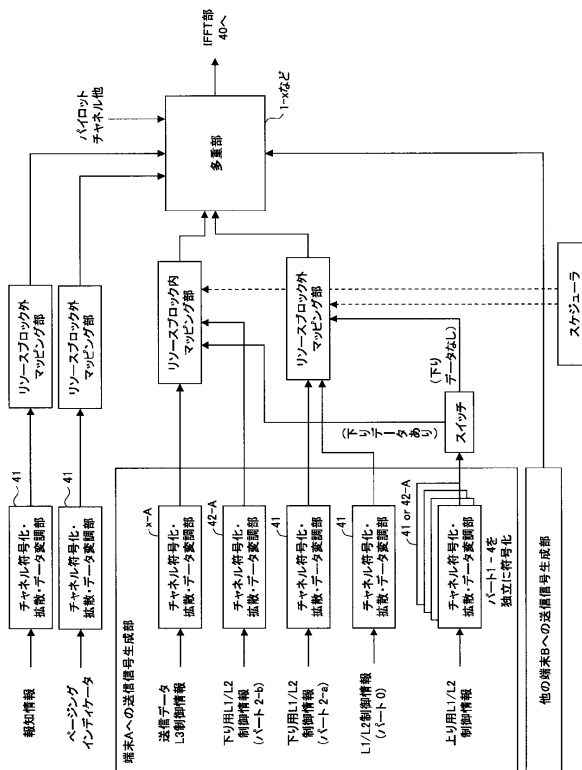 報知情報
ページング
インディケータ
41
チャネル符号化・
拡散・データ変調部
41
チャネル符号化・
拡散・データ変調部
リソースブロック外
マッピング部
リソースブロック外
マッピング部
パイロット
チャネル他
多重部
1-xなど
IFFT部
40へ
端末Aへの送信信号生成部
送信データ
L3制御情報
x-A
チャネル符号化・
拡散・データ変調部
下り用L1/L2
制御情報
(パート 2-b)
42-A
チャネル符号化・
拡散・データ変調部
下り用L1/L2
制御情報
(パート 2-a)
41
チャネル符号化・
拡散・データ変調部
L1/L2制御情報
(パート 0)
41
チャネル符号化・
拡散・データ変調部
上り用L1/L2
制御情報
41 or 42-A
チャネル符号化・
拡散・データ変調部
パート1 - 4を
独立に符号化
リソースブロック内
マッピング部
リソースブロック外
マッピング部
(下りデータあり)
(下り
データなし)
スイッチ
スケジューラ
他の端末Bへの送信信号生成部